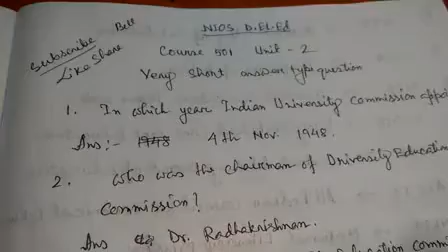 Subscribe Bell
Like Share
NIOS D.El.Ed
Course 501 Unit - 2
Very short answer type question
1. In which year Indian University Commission appoi
Ans :- 1948 4th Nov. 1948.
2. Who was the chairman of University Education
Commission?
Ans Dr. Radhakrishnan.